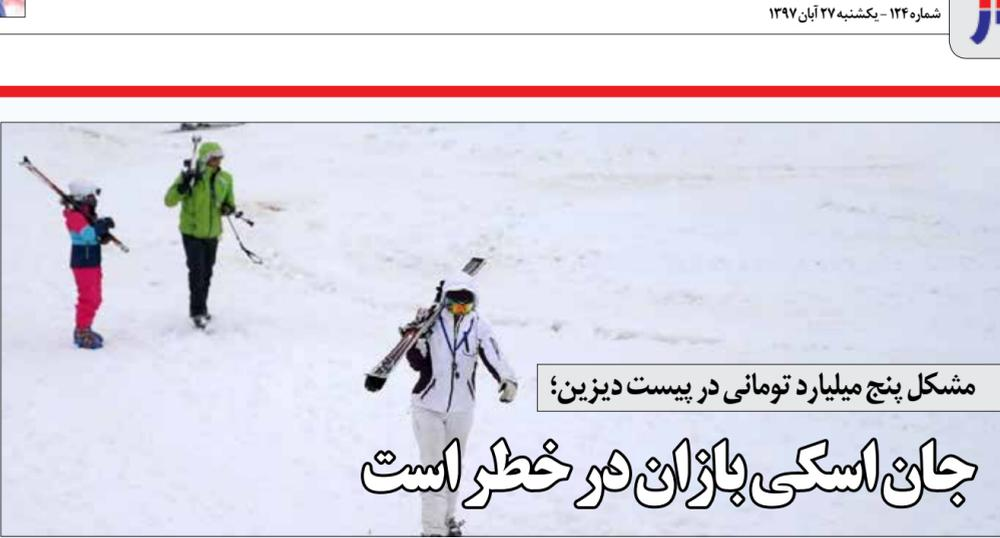 شماره ۱۲۴ - یکشنبه ۲۷ آبان ۱۳۹۷
مشکل پنج میلیارد تومانی در پیست دیزین؛
جان اسکی بازان در خطر است